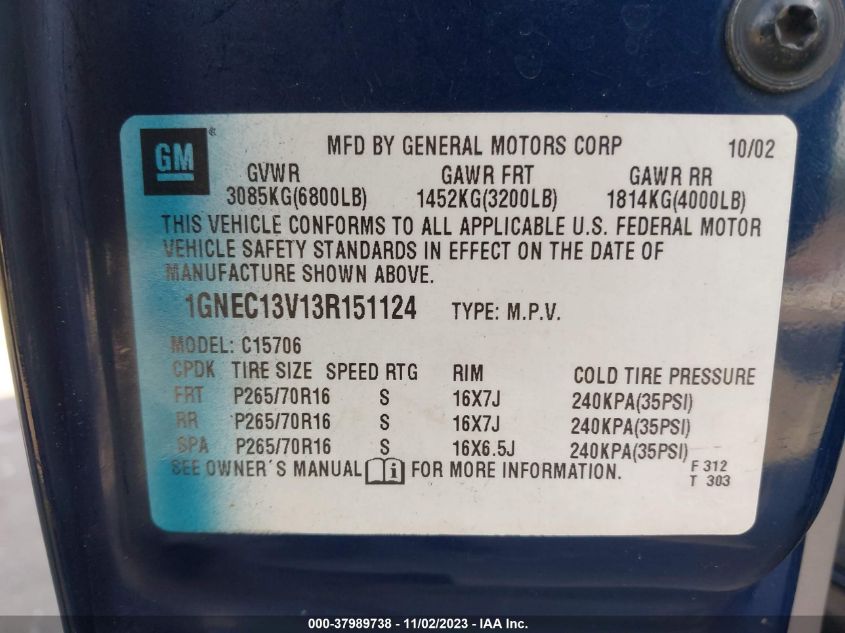 GM
MFD BY GENERAL MOTORS CORP 10/02
GVWR GAWR FRT GAWR RR
3085KG(6800LB) 1452KG(3200LB) 1814KG(4000LB)
THIS VEHICLE CONFORMS TO ALL APPLICABLE U.S. FEDERAL MOTOR
VEHICLE SAFETY STANDARDS IN EFFECT ON THE DATE OF
MANUFACTURE SHOWN ABOVE.
1GNEC13V13R151124 TYPE: M.P.V.
MODEL: C15706
CPDK TIRE SIZE SPEED RTG RIM COLD TIRE PRESSURE
FRT P265/70R16 S 16X7J 240KPA(35PSI)
RR P265/70R16 S 16X7J 240KPA(35PSI)
SPA P265/70R16 S 16X6.5J 240KPA(35PSI)
SEE OWNER'S MANUAL i FOR MORE INFORMATION.
F 312
T 303
000-37989738 - 11/02/2023 - IAA Inc.